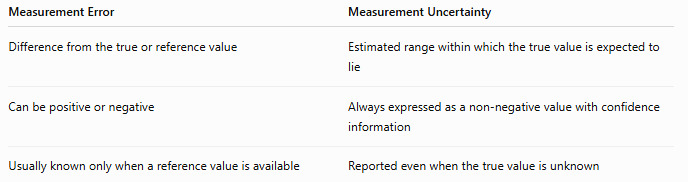 Measurement Error Measurement Uncertainty
Difference from the true or reference value Estimated range within which the true value is expected to
lie
Can be positive or negative Always expressed as a non-negative value with confidence
information
Usually known only when a reference value is available Reported even when the true value is unknown